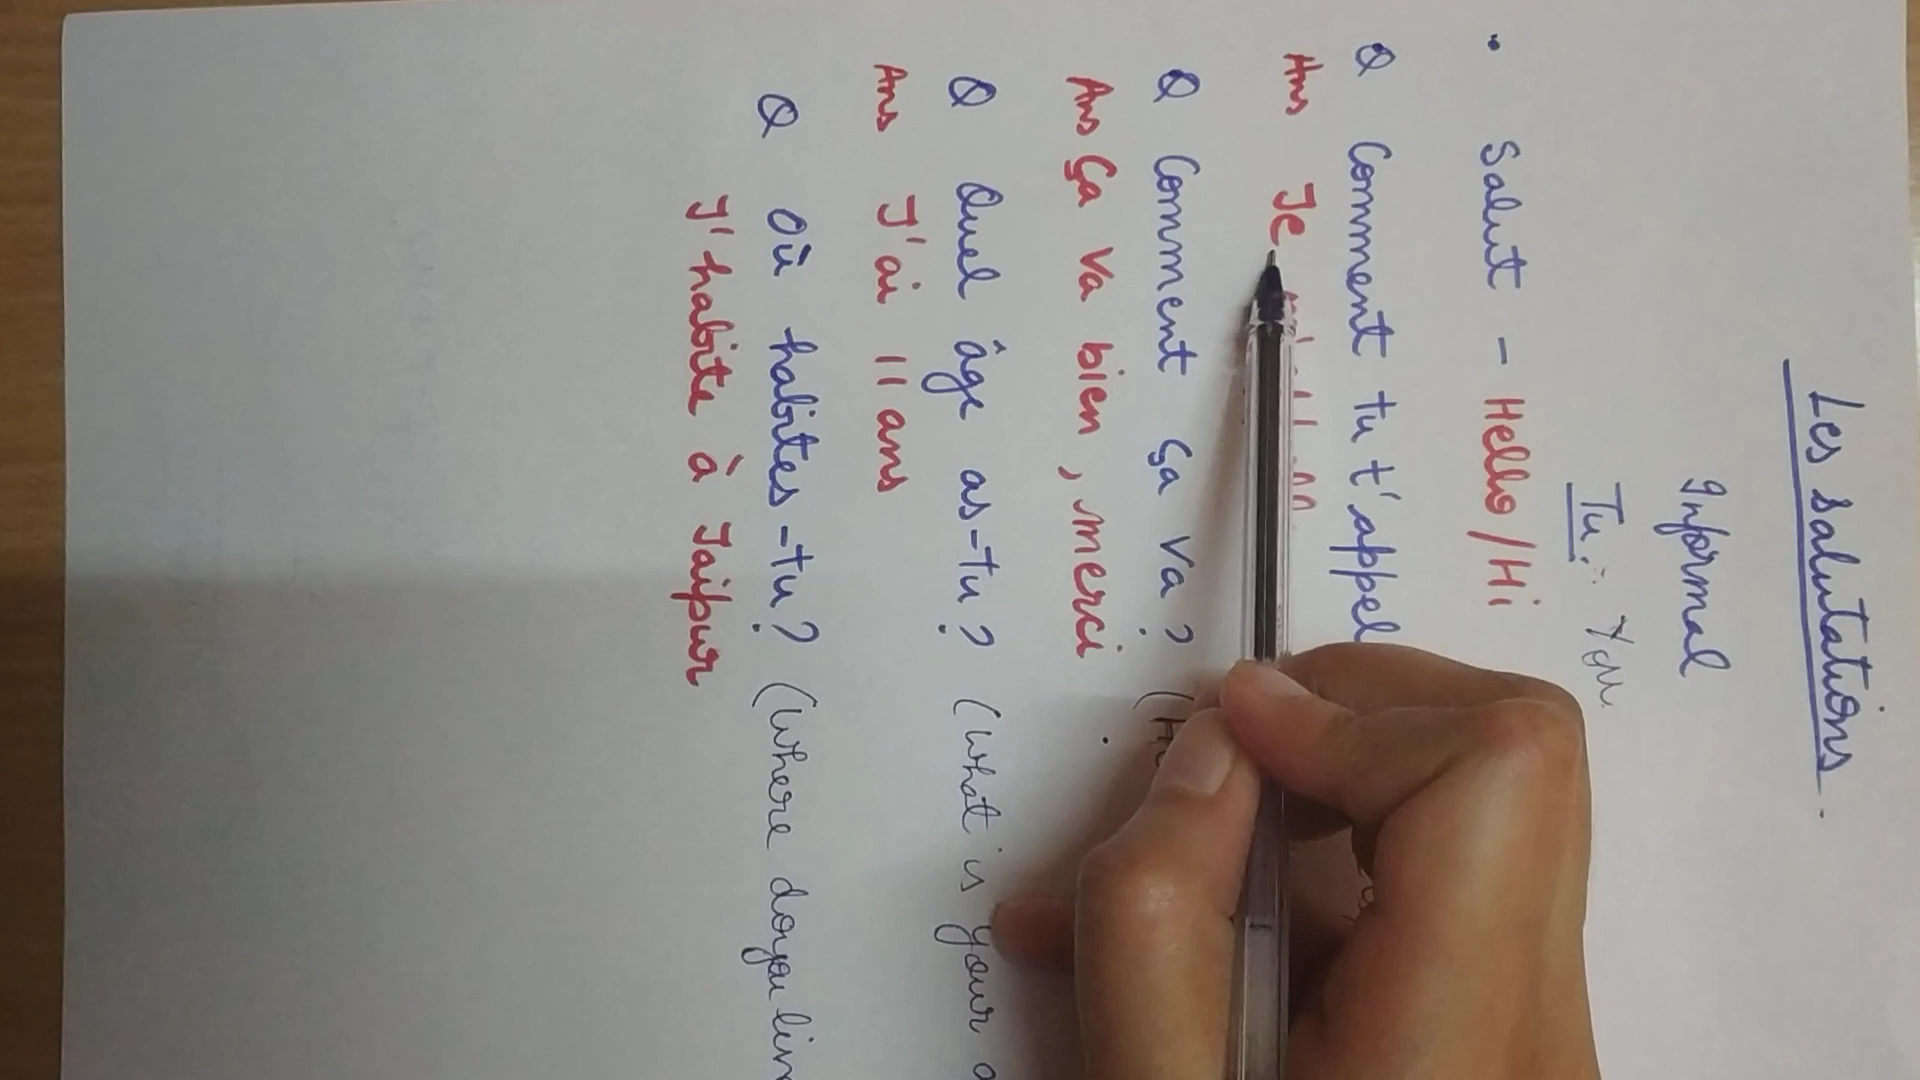 Les salutations.
Informal
Tu : You
• Salut - Hello/Hi
Q Comment tu t'appel
Ans Je
Q Comment ça va ?
Ans Ça va bien, merci
Q Quel âge as-tu ? (What is your
Ans J'ai 11 ans
Q Où habites-tu ? (Where do you
J'habite à Jaipur